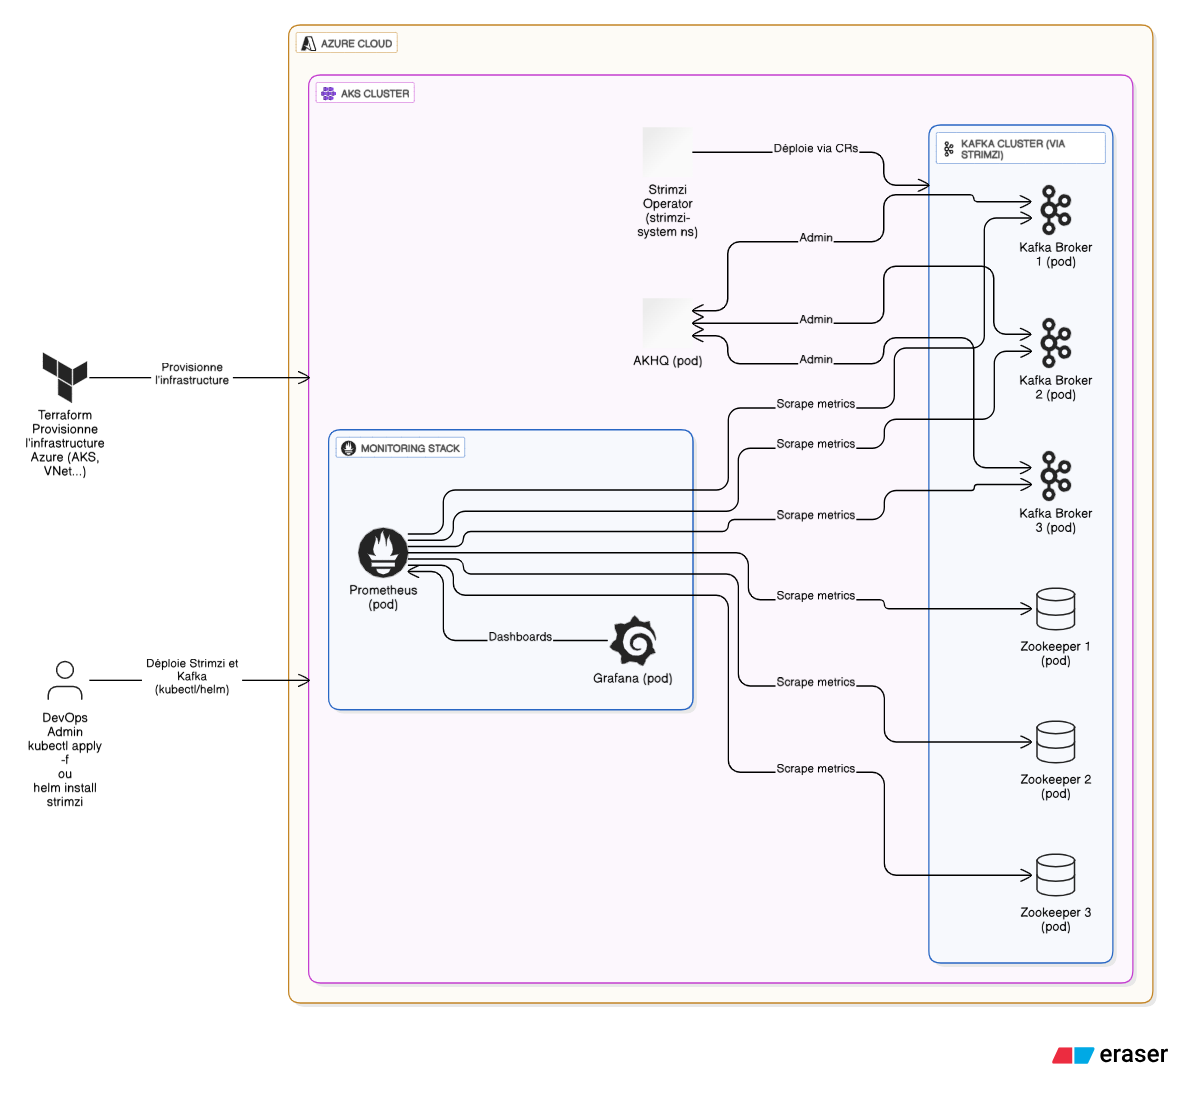 AZURE CLOUD
AKS CLUSTER
KAFKA CLUSTER (VIA
STRIMZI)
Déploie via CRs
Strimzi
Operator
(strimzi-
system ns)
Kafka Broker
1 (pod)
Admin
Admin
AKHQ (pod)
Admin
Kafka Broker
2 (pod)
Provisionne
l'infrastructure
Terraform
Provisionne
l'infrastructure
Azure (AKS,
VNet...)
Scrape metrics
MONITORING STACK
Scrape metrics
Scrape metrics
Kafka Broker
3 (pod)
Prometheus
(pod)
Scrape metrics
Dashboards
Grafana (pod)
Zookeeper 1
(pod)
Déploie Strimzi et
Kafka
(kubectl/helm)
DevOps
Admin
kubectl apply
-f
ou
helm install
strimzi
Scrape metrics
Scrape metrics
Zookeeper 2
(pod)
Zookeeper 3
(pod)
eraser